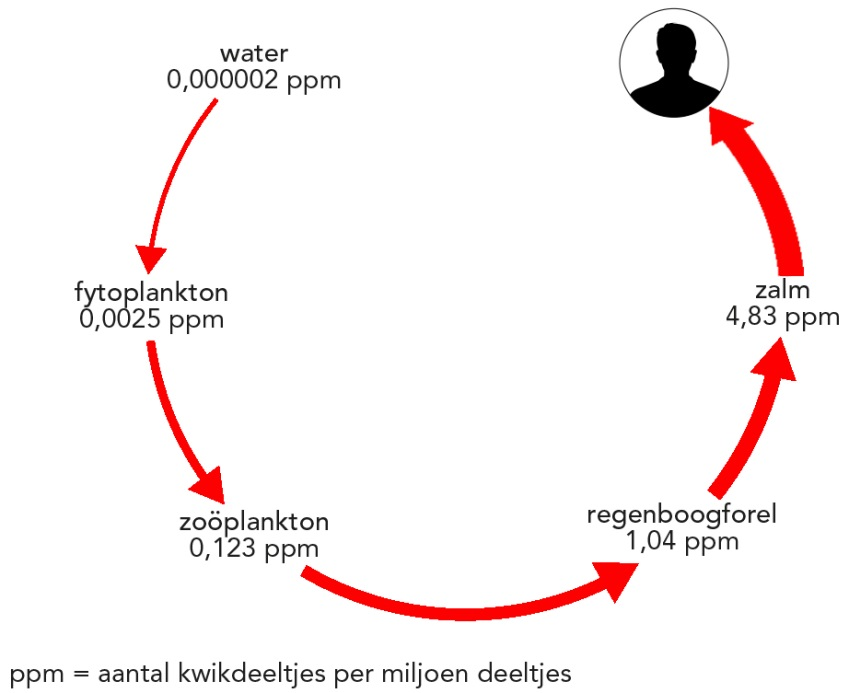 water
0,000002 ppm
fytoplankton
0,0025 ppm
zoöplankton
0,123 ppm
regenboogforel
1,04 ppm
zalm
4,83 ppm
ppm = aantal kwikdeeltjes per miljoen deeltjes